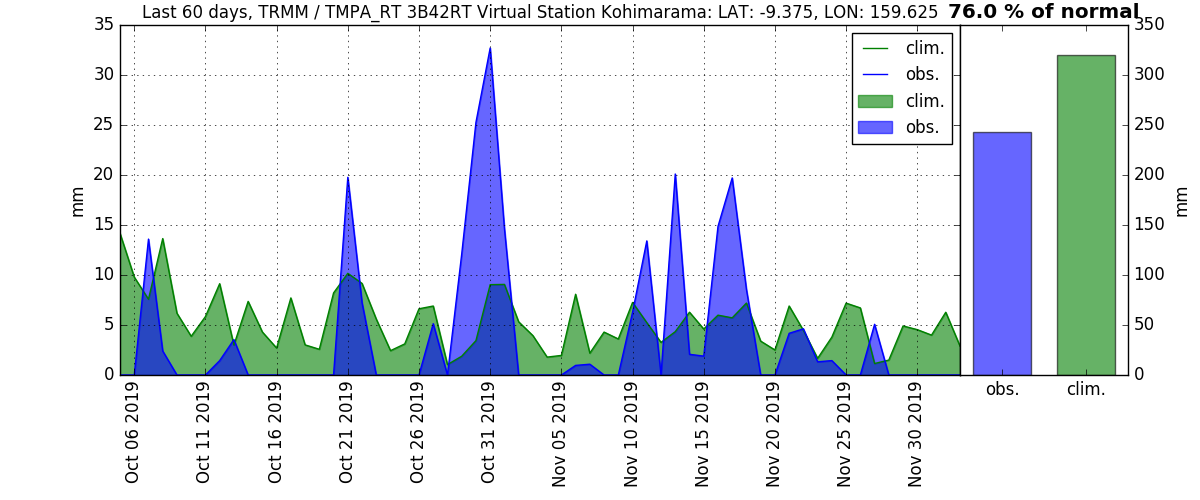 Last 60 days, TRMM / TMPA_RT 3B42RT Virtual Station Kohimarama: LAT: -9.375, LON: 159.625 76.0 % of normal
35
30
25
20
15
10
5
0
mm
clim.
obs.
clim.
obs.
350
300
250
200
150
100
50
0
mm
obs. clim.
Oct 06 2019
Oct 11 2019
Oct 16 2019
Oct 21 2019
Oct 26 2019
Oct 31 2019
Nov 05 2019
Nov 10 2019
Nov 15 2019
Nov 20 2019
Nov 25 2019
Nov 30 2019